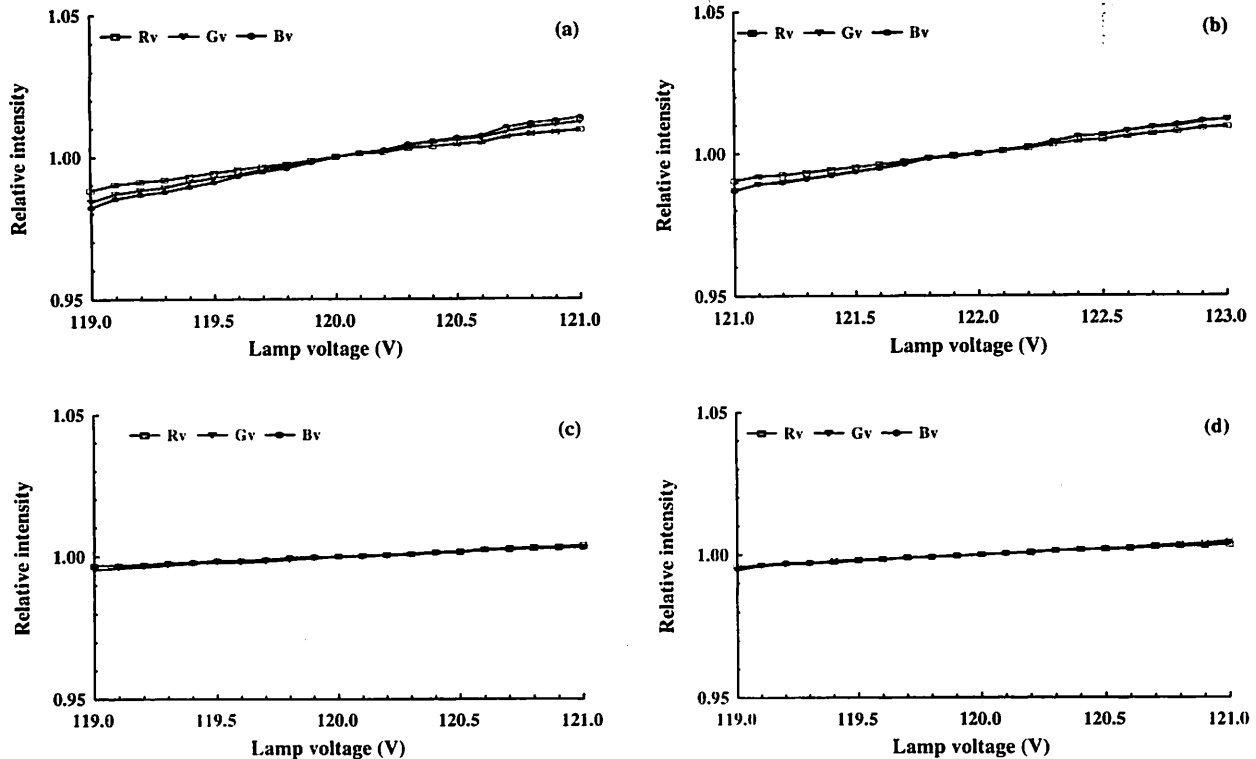 (a)
Rv Gv Bv
Relative intensity
1.05
1.00
0.95
119.0 119.5 120.0 120.5 121.0
Lamp voltage (V)
(b)
Rv Gv Bv
Relative intensity
1.05
1.00
0.95
121.0 121.5 122.0 122.5 123.0
Lamp voltage (V)
(c)
Rv Gv Bv
Relative intensity
1.05
1.00
0.95
119.0 119.5 120.0 120.5 121.0
Lamp voltage (V)
(d)
Rv Gv Bv
Relative intensity
1.05
1.00
0.95
119.0 119.5 120.0 120.5 121.0
Lamp voltage (V)